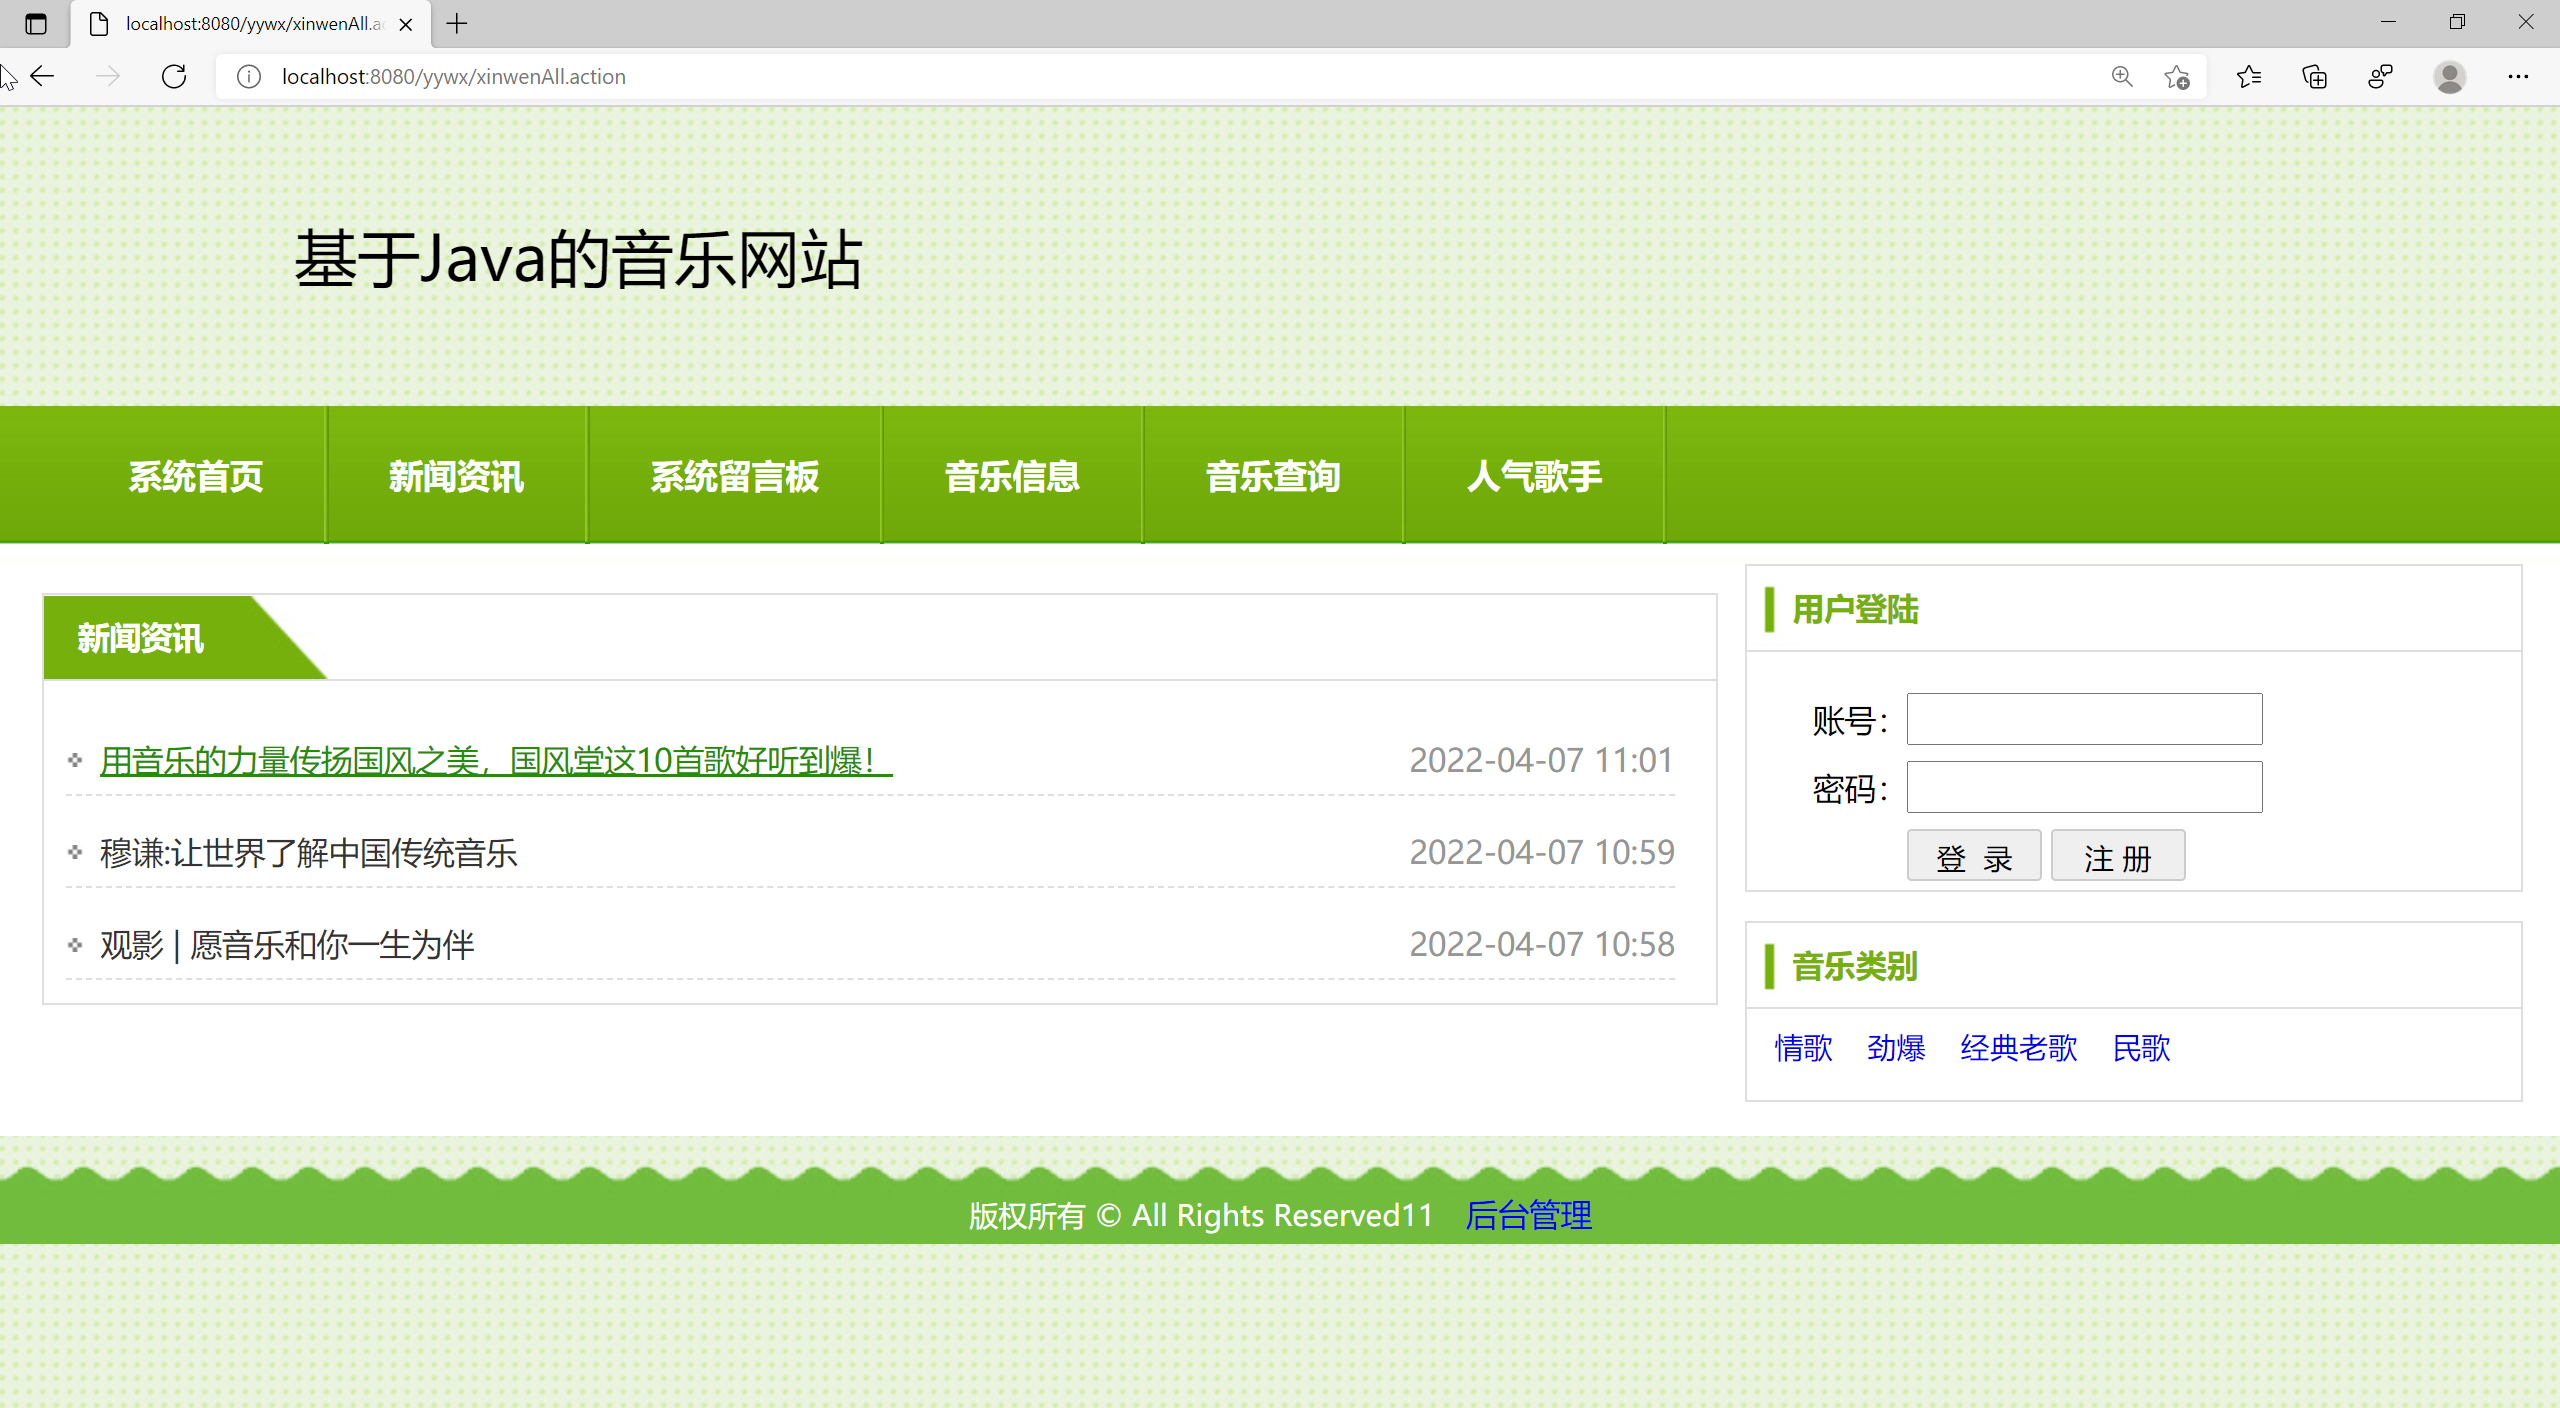 localhost:8080/yywx/xinwenAll.ac
localhost:8080/yywx/xinwenAll.action
基于Java的音乐网站
系统首页 新闻资讯 系统留言板 音乐信息 音乐查询 人气歌手
新闻资讯
用音乐的力量传扬国风之美，国风堂这10首歌好听到爆！ 2022-04-07 11:01
穆谦:让世界了解中国传统音乐 2022-04-07 10:59
观影 | 愿音乐和你一生为伴 2022-04-07 10:58
用户登陆
账号：
密码：
登 录 注 册
音乐类别
情歌 劲爆 经典老歌 民歌
版权所有 © All Rights Reserved11 后台管理